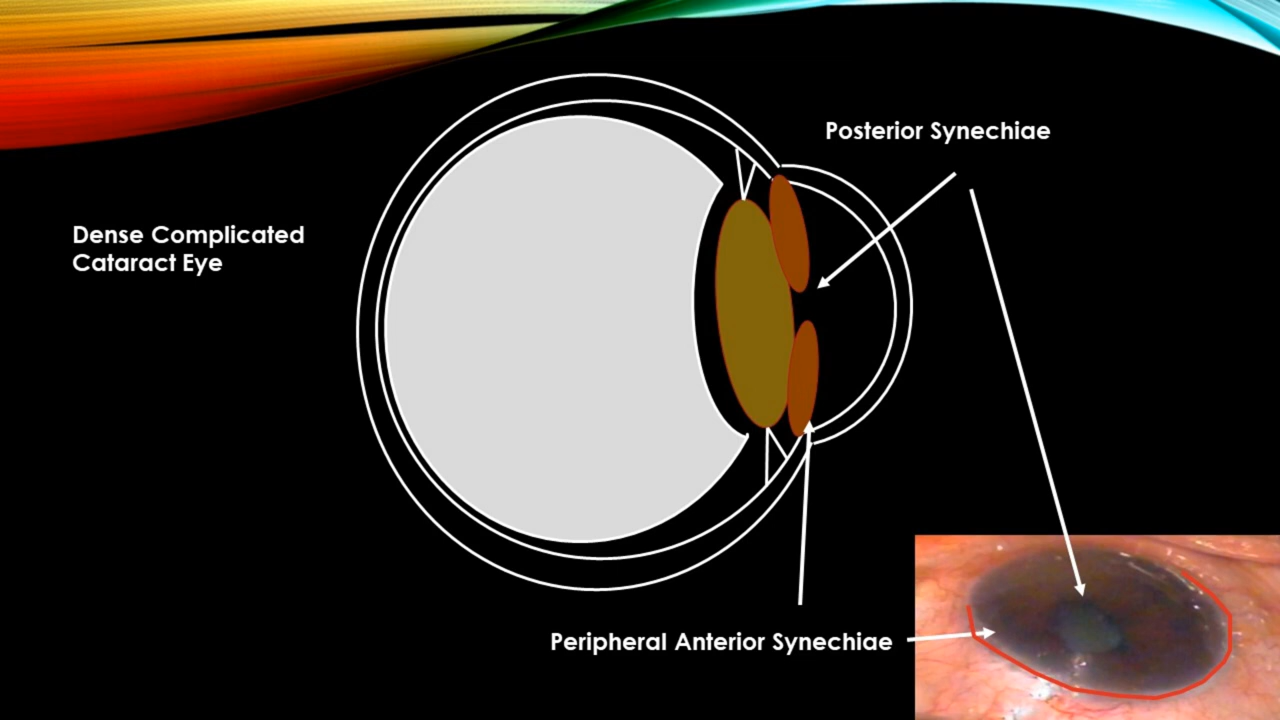 Posterior Synechiae
Dense Complicated
Cataract Eye
Peripheral Anterior Synechiae